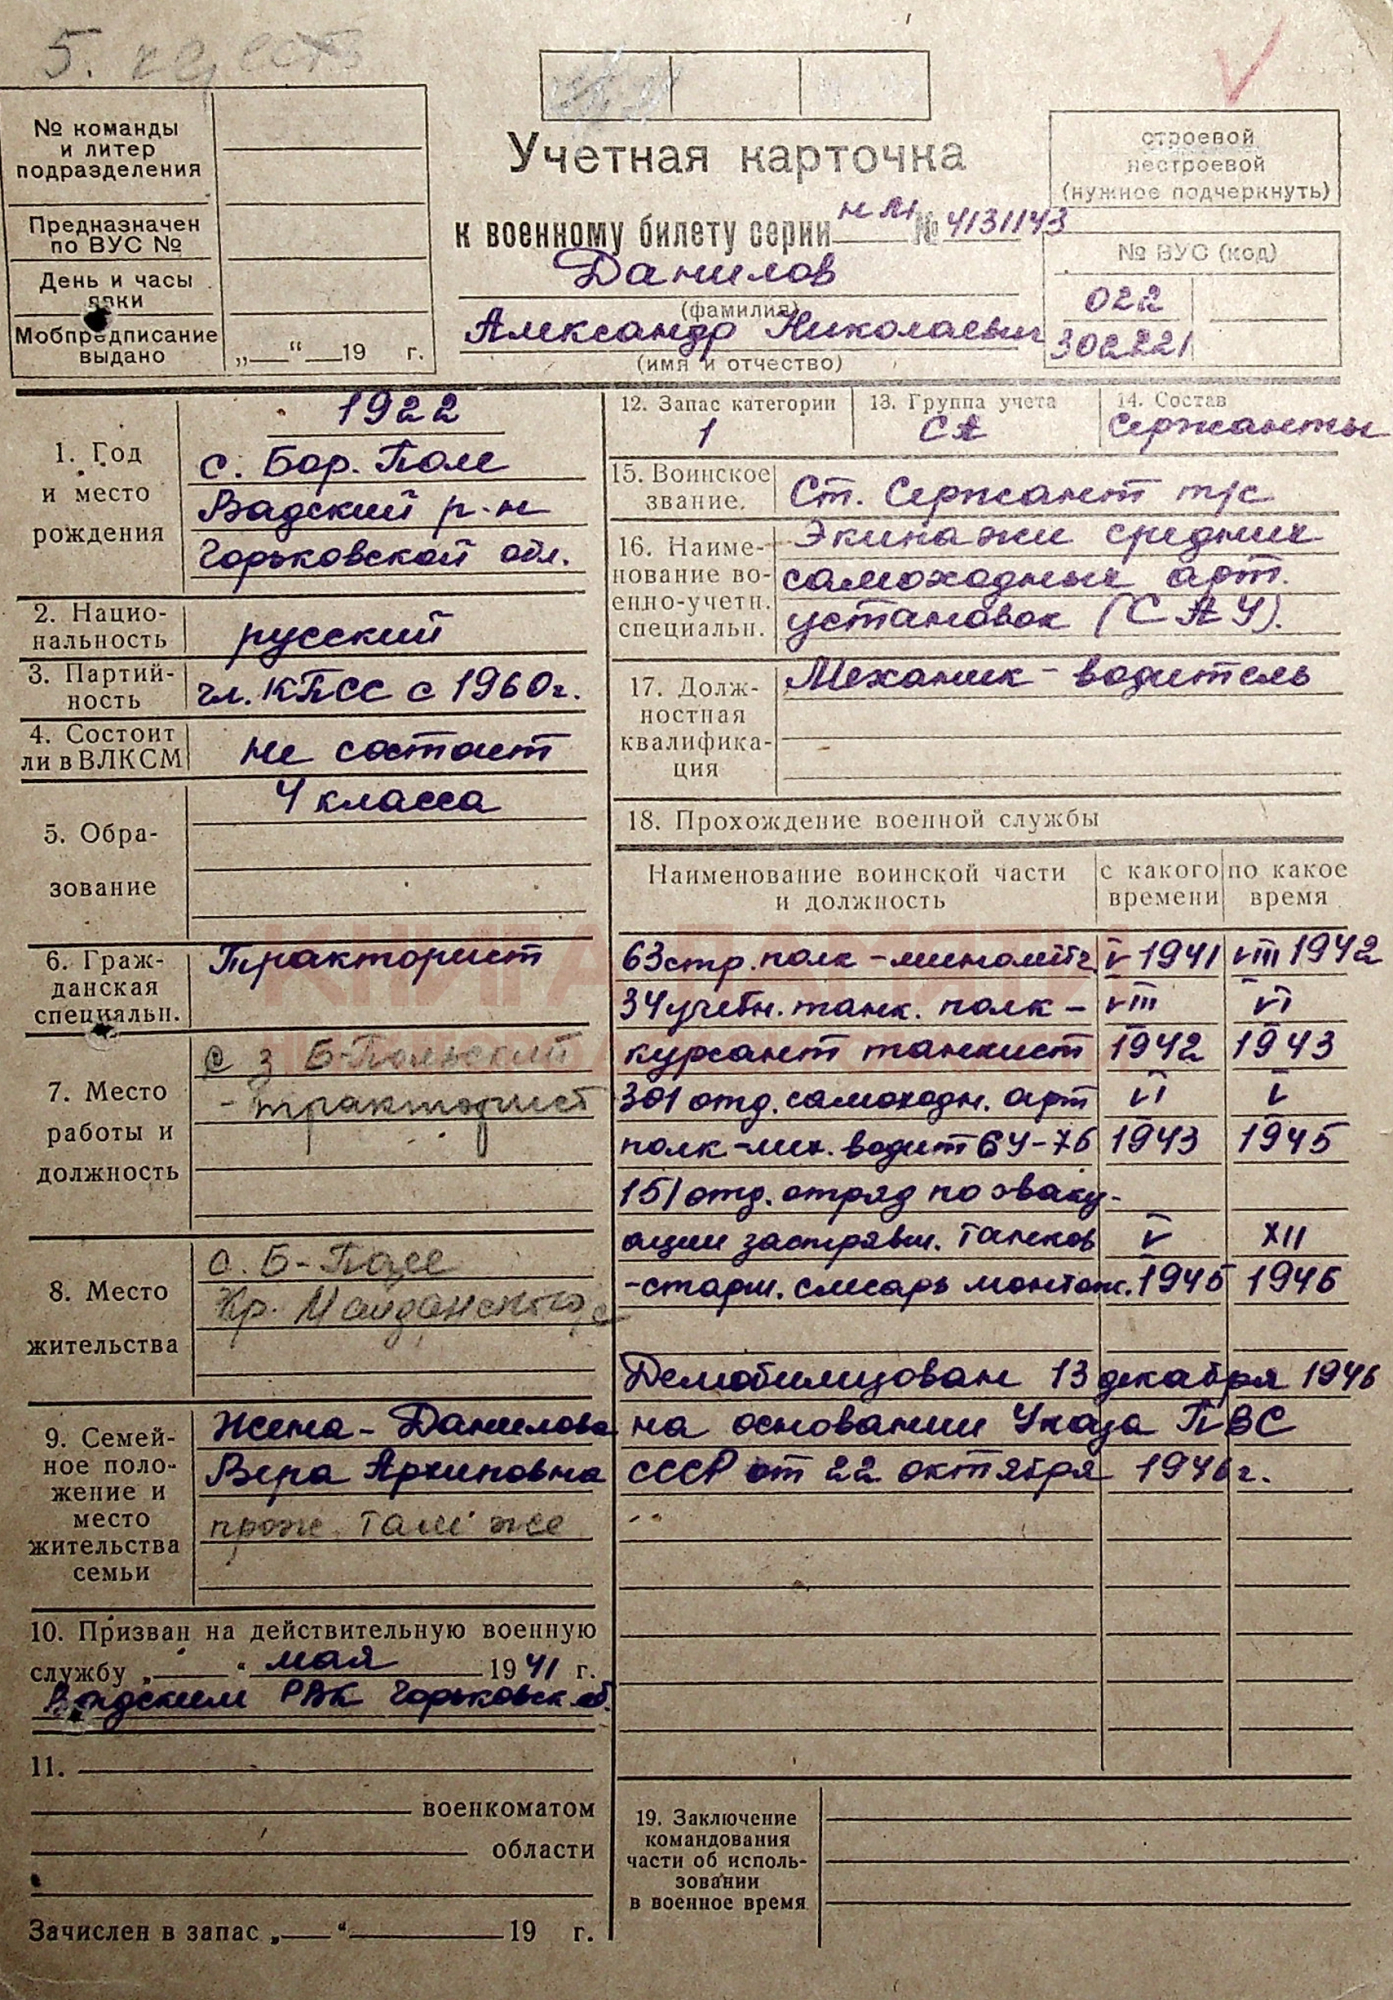 5.
№ команды
и литер
подразделения
Предназначен
по ВУС №
День и часы
явки
Мобпредписание
выдано
„ “ 19 г.
Учетная карточка
к военному билету серии НЛ № 4131143
Данилов
(фамилия)
Александр Николаевич
(имя и отчество)
строевой
нестроевой
(нужное подчеркнуть)
№ ВУС (код)
022
302221
1. Год
и место
рождения
1922
с. Бор. Поле
Вадский р-н
Горьковской обл.
2. Нацио-
нальность
русский
3. Партий-
ность
чл. КПСС с 1960г.
4. Состоит
ли в ВЛКСМ
не состоит
5. Обра-
зование
4 класса
6. Граж-
данская
специальн.
Тракторист
7. Место
работы и
должность
с з Б-Польский
- тракторист
8. Место
жительства
с. Б-Поле
Кр. Майданского с
9. Семей-
ное поло-
жение и
место
жительства
семьи
Жена - Данилова
Вера Архиповна
прож. там же
10. Призван на действительную военную
службу „ “ мая 1941 г.
Вадским РВК Горьковск. об.
11.
военкоматом
области
Зачислен в запас „ “ 19 г.
12. Запас категории
1
13. Группа учета
СА
14. Состав
Сержанты
15. Воинское
звание.
Ст. Сержант т/с
16. Наиме-
нование во-
енно-учетн.
специальн.
Экипажи средних
самоходных арт.
установок (САУ).
17. Долж-
ностная
квалифика-
ция
Механик - водитель
18. Прохождение военной службы
Наименование воинской части
и должность
с какого
времени
по какое
время
КНИГА ПАМЯТИ
63 стр. полк - миномётч. V 1941 VIII 1942
34 учебн. танк. полк - VIII VI
курсант танкист 1942 1943
301 отд. самоходн. арт VI V
полк - мех. водит СУ-76 1943 1945
151 отд. отряд по эваку-
ации застрявш. танков V XII
- старш. слесарь монтаж. 1945 1946
Демобилизован 13 декабря 1946
на основании Указа ПВС
СССР от 22 октября 1946 г.
19. Заключение
командования
части об исполь-
зовании
в военное время